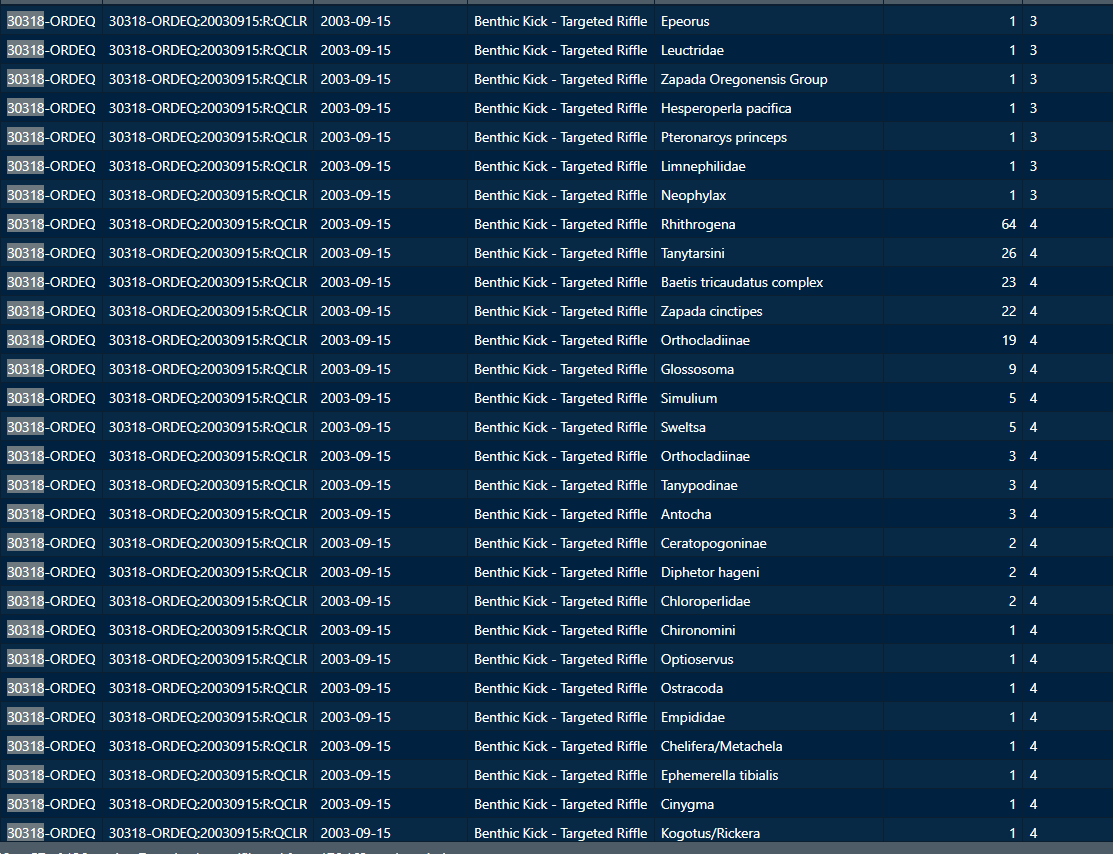 30318-ORDEQ 30318-ORDEQ:20030915:R:QCLR 2003-09-15 Benthic Kick - Targeted Riffle Epeorus 1 3
30318-ORDEQ 30318-ORDEQ:20030915:R:QCLR 2003-09-15 Benthic Kick - Targeted Riffle Leuctridae 1 3
30318-ORDEQ 30318-ORDEQ:20030915:R:QCLR 2003-09-15 Benthic Kick - Targeted Riffle Zapada Oregonensis Group 1 3
30318-ORDEQ 30318-ORDEQ:20030915:R:QCLR 2003-09-15 Benthic Kick - Targeted Riffle Hesperoperla pacifica 1 3
30318-ORDEQ 30318-ORDEQ:20030915:R:QCLR 2003-09-15 Benthic Kick - Targeted Riffle Pteronarcys princeps 1 3
30318-ORDEQ 30318-ORDEQ:20030915:R:QCLR 2003-09-15 Benthic Kick - Targeted Riffle Limnephilidae 1 3
30318-ORDEQ 30318-ORDEQ:20030915:R:QCLR 2003-09-15 Benthic Kick - Targeted Riffle Neophylax 1 3
30318-ORDEQ 30318-ORDEQ:20030915:R:QCLR 2003-09-15 Benthic Kick - Targeted Riffle Rhithrogena 64 4
30318-ORDEQ 30318-ORDEQ:20030915:R:QCLR 2003-09-15 Benthic Kick - Targeted Riffle Tanytarsini 26 4
30318-ORDEQ 30318-ORDEQ:20030915:R:QCLR 2003-09-15 Benthic Kick - Targeted Riffle Baetis tricaudatus complex 23 4
30318-ORDEQ 30318-ORDEQ:20030915:R:QCLR 2003-09-15 Benthic Kick - Targeted Riffle Zapada cinctipes 22 4
30318-ORDEQ 30318-ORDEQ:20030915:R:QCLR 2003-09-15 Benthic Kick - Targeted Riffle Orthocladiinae 19 4
30318-ORDEQ 30318-ORDEQ:20030915:R:QCLR 2003-09-15 Benthic Kick - Targeted Riffle Glossosoma 9 4
30318-ORDEQ 30318-ORDEQ:20030915:R:QCLR 2003-09-15 Benthic Kick - Targeted Riffle Simulium 5 4
30318-ORDEQ 30318-ORDEQ:20030915:R:QCLR 2003-09-15 Benthic Kick - Targeted Riffle Sweltsa 5 4
30318-ORDEQ 30318-ORDEQ:20030915:R:QCLR 2003-09-15 Benthic Kick - Targeted Riffle Orthocladiinae 3 4
30318-ORDEQ 30318-ORDEQ:20030915:R:QCLR 2003-09-15 Benthic Kick - Targeted Riffle Tanypodinae 3 4
30318-ORDEQ 30318-ORDEQ:20030915:R:QCLR 2003-09-15 Benthic Kick - Targeted Riffle Antocha 3 4
30318-ORDEQ 30318-ORDEQ:20030915:R:QCLR 2003-09-15 Benthic Kick - Targeted Riffle Ceratopogoninae 2 4
30318-ORDEQ 30318-ORDEQ:20030915:R:QCLR 2003-09-15 Benthic Kick - Targeted Riffle Diphetor hageni 2 4
30318-ORDEQ 30318-ORDEQ:20030915:R:QCLR 2003-09-15 Benthic Kick - Targeted Riffle Chloroperlidae 2 4
30318-ORDEQ 30318-ORDEQ:20030915:R:QCLR 2003-09-15 Benthic Kick - Targeted Riffle Chironomini 1 4
30318-ORDEQ 30318-ORDEQ:20030915:R:QCLR 2003-09-15 Benthic Kick - Targeted Riffle Optioservus 1 4
30318-ORDEQ 30318-ORDEQ:20030915:R:QCLR 2003-09-15 Benthic Kick - Targeted Riffle Ostracoda 1 4
30318-ORDEQ 30318-ORDEQ:20030915:R:QCLR 2003-09-15 Benthic Kick - Targeted Riffle Empididae 1 4
30318-ORDEQ 30318-ORDEQ:20030915:R:QCLR 2003-09-15 Benthic Kick - Targeted Riffle Chelifera/Metachela 1 4
30318-ORDEQ 30318-ORDEQ:20030915:R:QCLR 2003-09-15 Benthic Kick - Targeted Riffle Ephemerella tibialis 1 4
30318-ORDEQ 30318-ORDEQ:20030915:R:QCLR 2003-09-15 Benthic Kick - Targeted Riffle Cinygma 1 4
30318-ORDEQ 30318-ORDEQ:20030915:R:QCLR 2003-09-15 Benthic Kick - Targeted Riffle Kogotus/Rickera 1 4